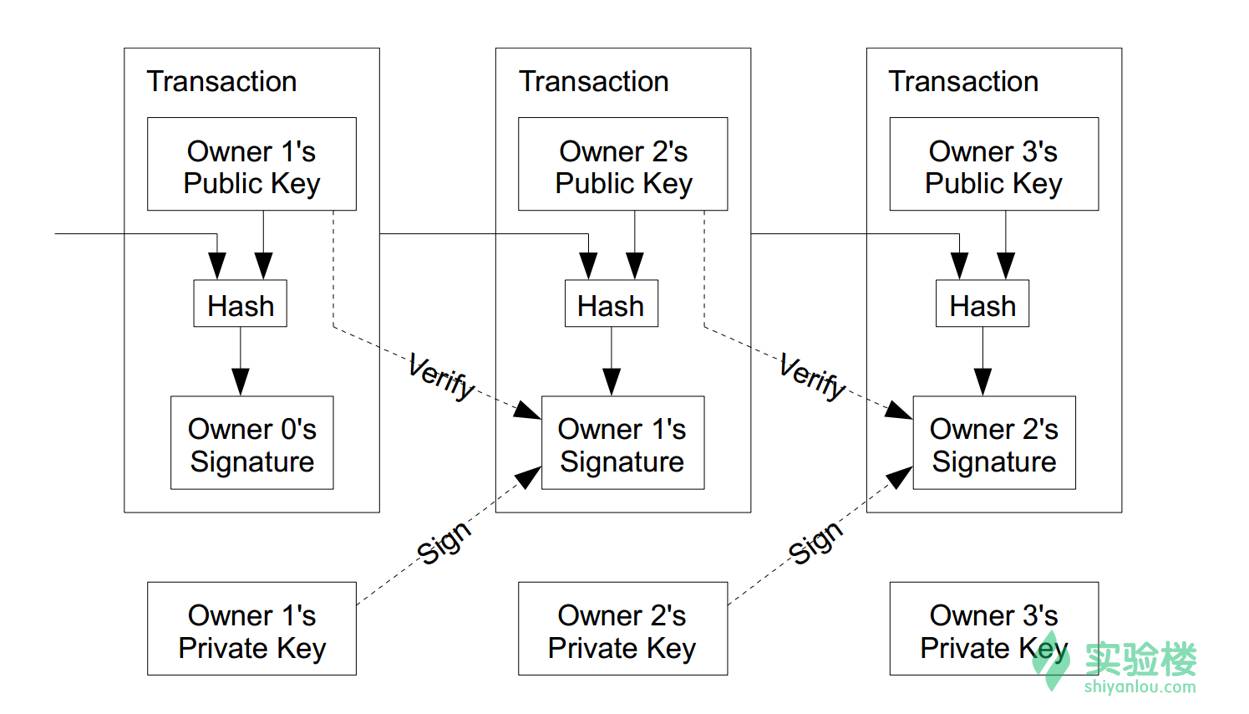 Transaction
Owner 1's
Public Key
Hash
Owner 0's
Signature
Transaction
Owner 2's
Public Key
Hash
Verify
Owner 1's
Signature
Transaction
Owner 3's
Public Key
Hash
Verify
Owner 2's
Signature
Sign
Sign
Owner 1's
Private Key
Owner 2's
Private Key
Owner 3's
Private Key
实验楼
shiyanlou.com